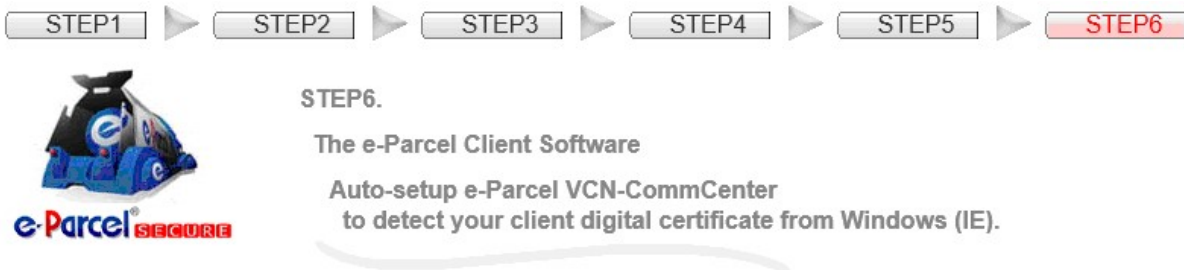 STEP1 STEP2 STEP3 STEP4 STEP5 STEP6
STEP6.
The e-Parcel Client Software
Auto-setup e-Parcel VCN-CommCenter
to detect your client digital certificate from Windows (IE).
e-Parcel® SECURE